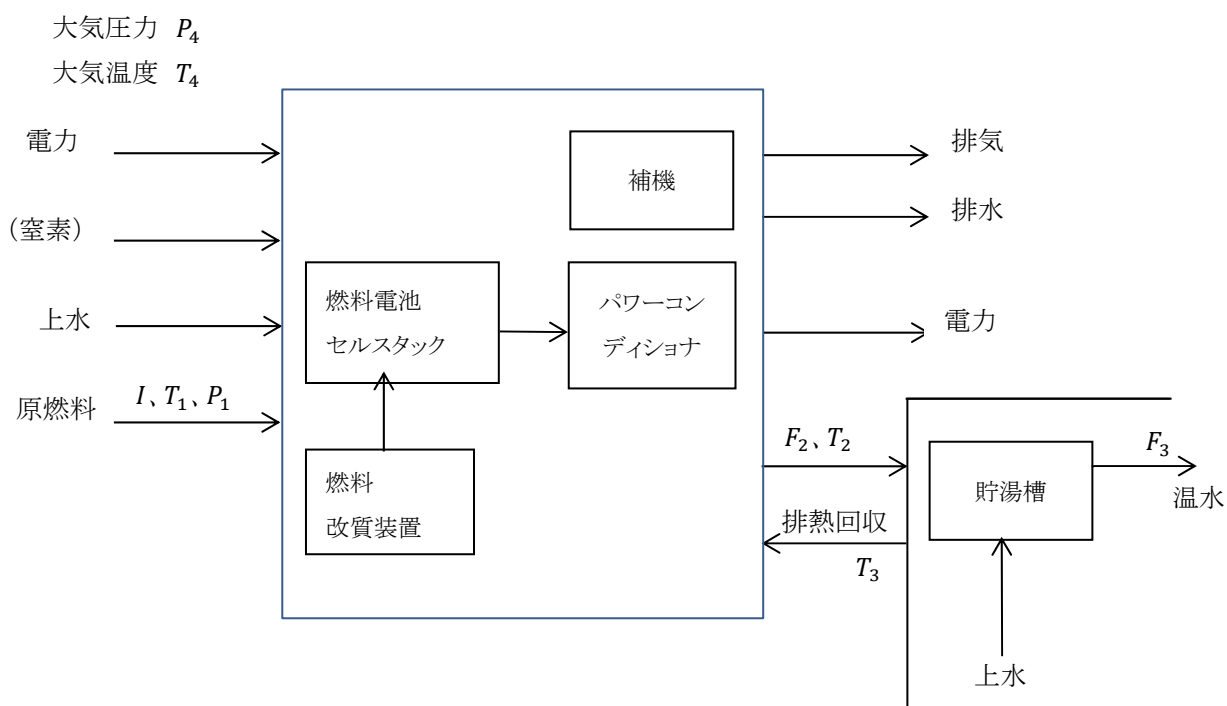 大気圧力 P₄
大気温度 T₄
電力
(窒素)
上水
原燃料
I、T₁、P₁
補機
燃料電池
セルスタック
パワーコン
ディショナ
燃料
改質装置
排気
排水
電力
F₂、T₂
排熱回収
T₃
貯湯槽
F₃
温水
上水